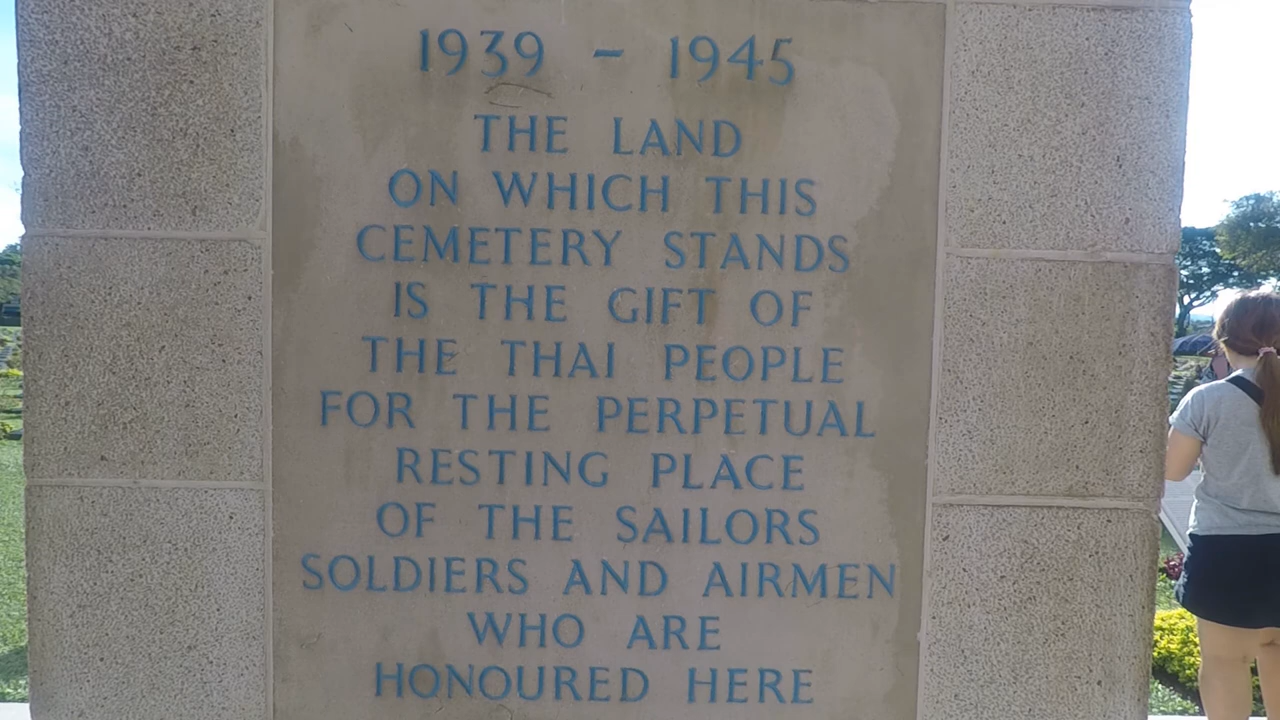 1939 - 1945
THE LAND
ON WHICH THIS
CEMETERY STANDS
IS THE GIFT OF
THE THAI PEOPLE
FOR THE PERPETUAL
RESTING PLACE
OF THE SAILORS
SOLDIERS AND AIRMEN
WHO ARE
HONOURED HERE